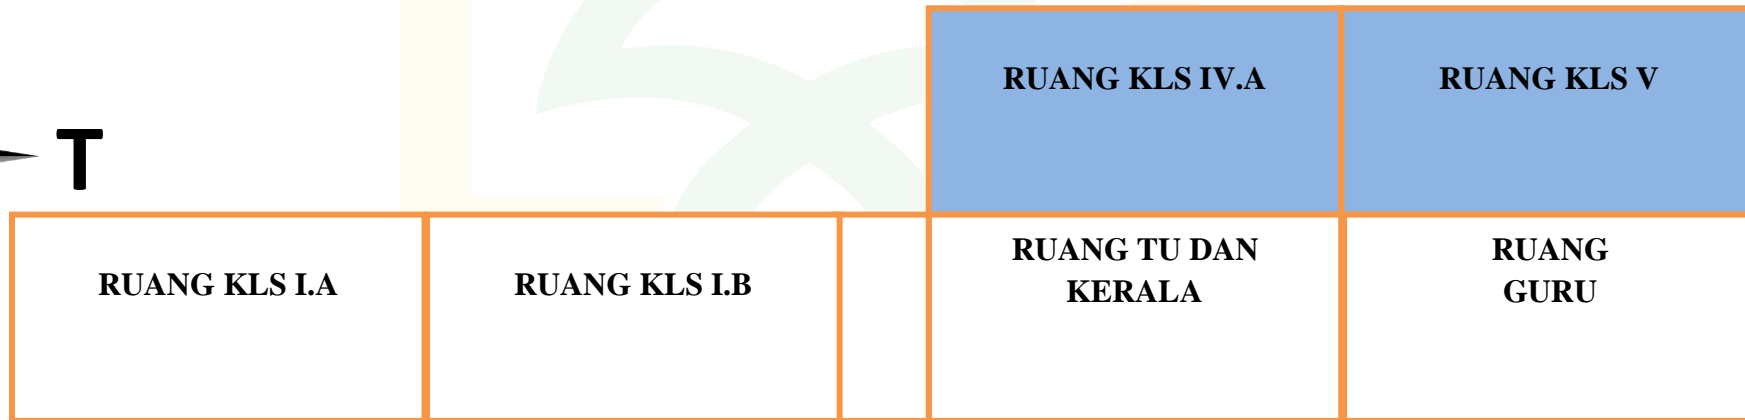 RUANG KLS IV.A
RUANG KLS V
T
RUANG KLS I.A
RUANG KLS I.B
RUANG TU DAN
KERALA
RUANG
GURU